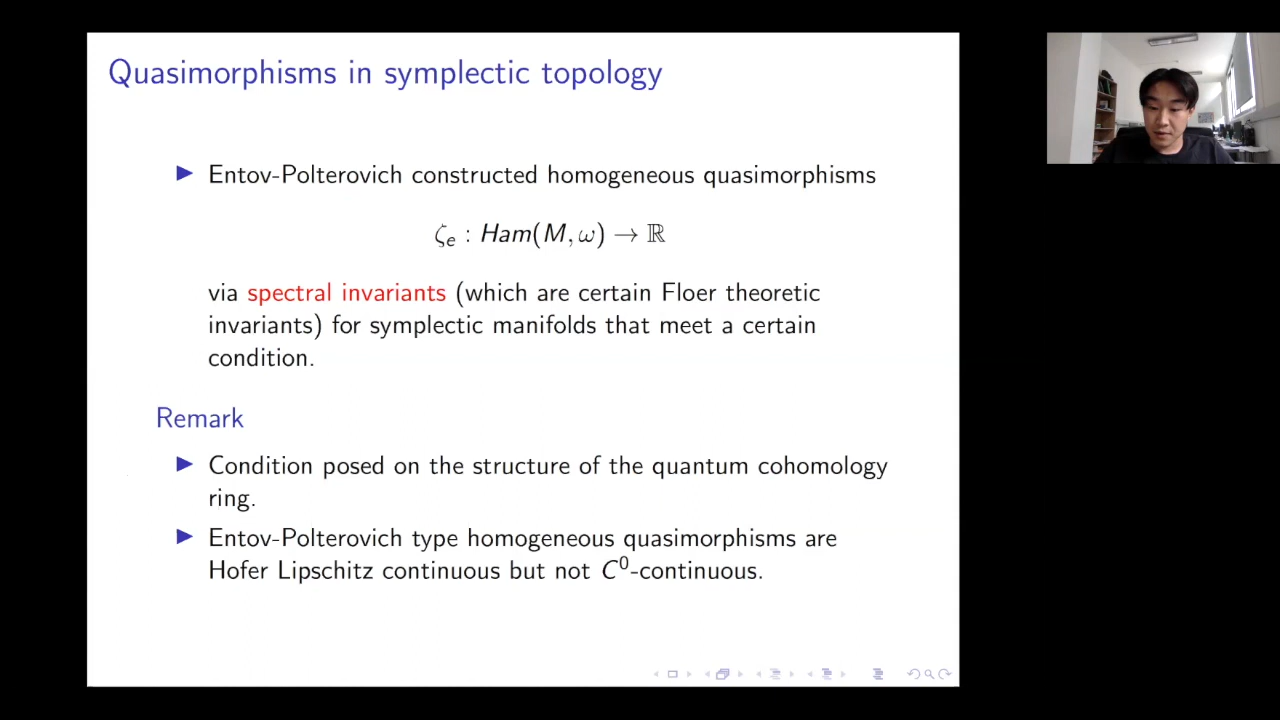 Quasimorphisms in symplectic topology
▶ Entov-Polterovich constructed homogeneous quasimorphisms
ζₑ : Ham(M, ω) → ℝ
via spectral invariants (which are certain Floer theoretic
invariants) for symplectic manifolds that meet a certain
condition.
Remark
▶ Condition posed on the structure of the quantum cohomology
ring.
▶ Entov-Polterovich type homogeneous quasimorphisms are
Hofer Lipschitz continuous but not C⁰-continuous.